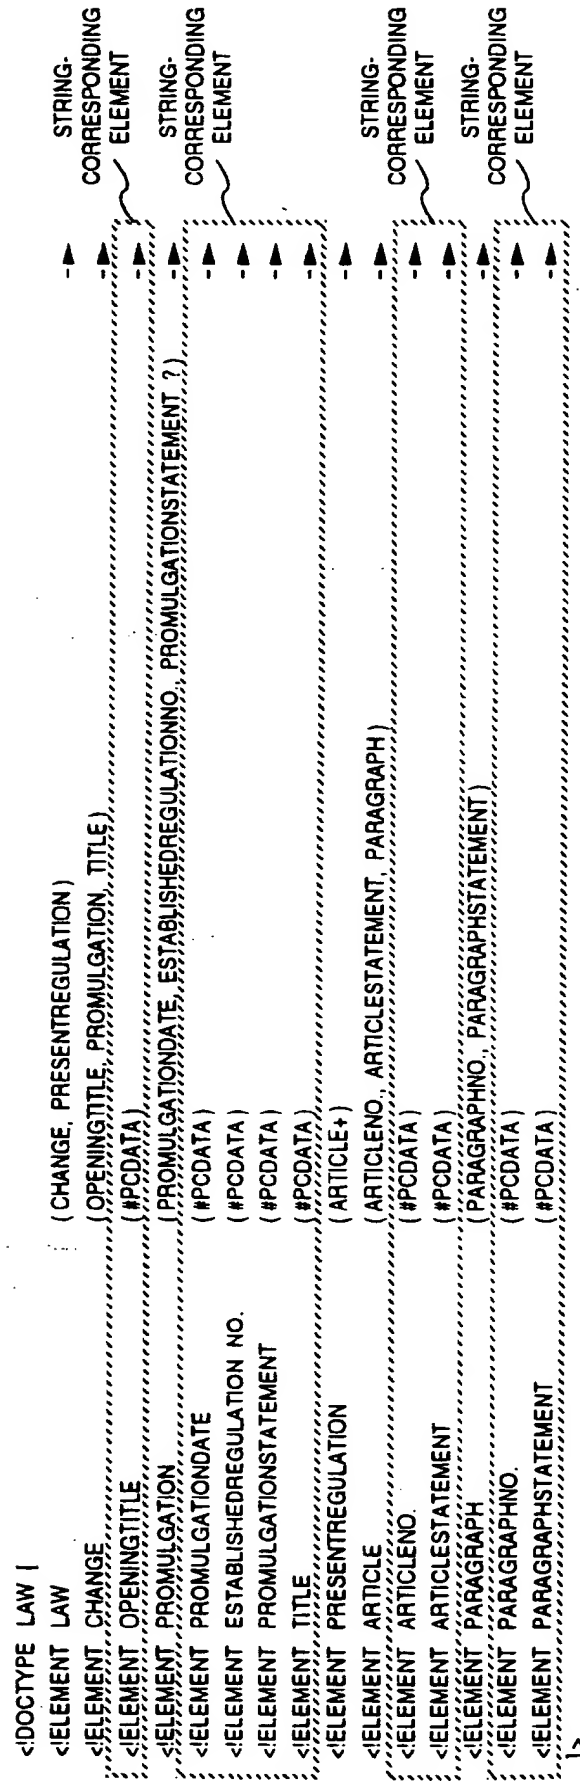 <!DOCTYPE LAW [
<!ELEMENT LAW (CHANGE, PRESENTREGULATION) - ►
<!ELEMENT CHANGE (OPENINGTITLE, PROMULGATION, TITLE) - ►
<!ELEMENT OPENINGTITLE (#PCDATA) - ►
<!ELEMENT PROMULGATION (PROMULGATIONDATE, ESTABLISHEDREGULATIONNO., PROMULGATIONSTATEMENT ?) - ►
<!ELEMENT PROMULGATIONDATE (#PCDATA) - ►
<!ELEMENT ESTABLISHEDREGULATION NO. (#PCDATA) - ►
<!ELEMENT PROMULGATIONSTATEMENT (#PCDATA) - ►
<!ELEMENT TITLE (#PCDATA) - ►
<!ELEMENT PRESENTREGULATION (ARTICLE+) - ►
<!ELEMENT ARTICLE (ARTICLENO., ARTICLESTATEMENT, PARAGRAPH) - ►
<!ELEMENT ARTICLENO. (#PCDATA) - ►
<!ELEMENT ARTICLESTATEMENT (#PCDATA) - ►
<!ELEMENT PARAGRAPH (PARAGRAPHNO., PARAGRAPHSTATEMENT) - ►
<!ELEMENT PARAGRAPHNO. (#PCDATA) - ►
<!ELEMENT PARAGRAPHSTATEMENT (#PCDATA) - ►
]>
STRING-
CORRESPONDING
ELEMENT
STRING-
CORRESPONDING
ELEMENT
STRING-
CORRESPONDING
ELEMENT
STRING-
CORRESPONDING
ELEMENT